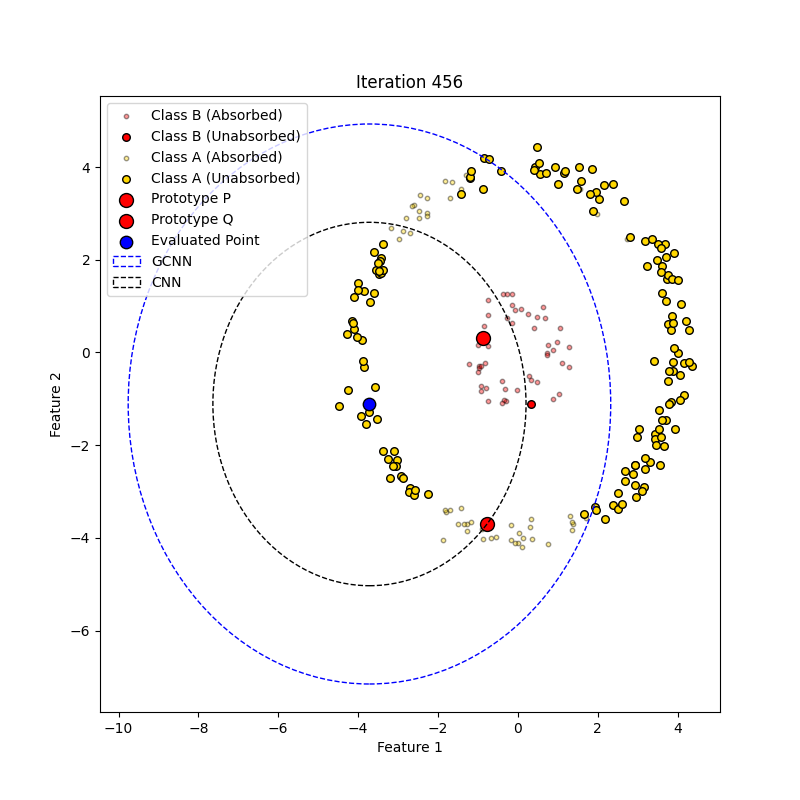 Iteration 456
Class B (Absorbed)
Class B (Unabsorbed)
Class A (Absorbed)
Class A (Unabsorbed)
Prototype P
Prototype Q
Evaluated Point
GCNN
CNN
4
2
0
−2
−4
−6
Feature 2
−10 −8 −6 −4 −2 0 2 4
Feature 1